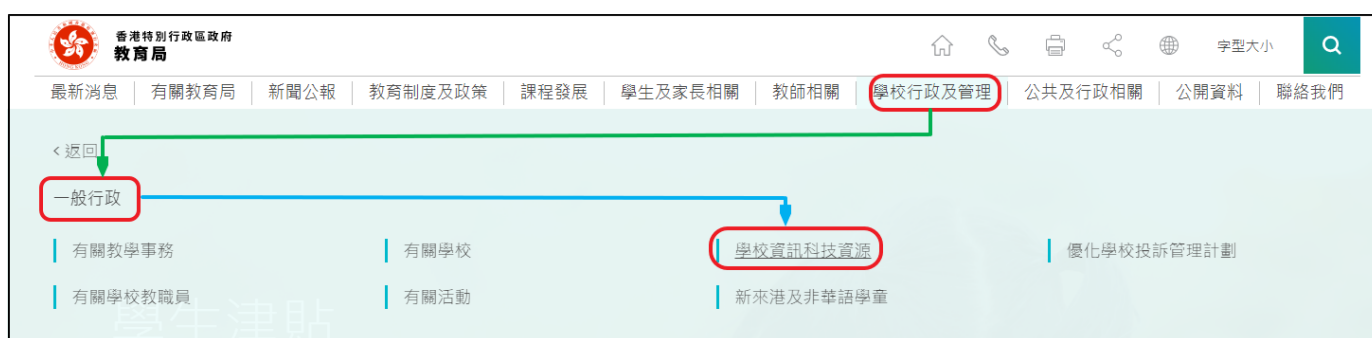 香港特別行政區政府
教育局
字型大小
最新消息 有關教育局 新聞公報 教育制度及政策 課程發展 學生及家長相關 教師相關 學校行政及管理 公共及行政相關 公開資料 聯絡我們
<返回
一般行政
有關教學事務 有關學校 學校資訊科技資源 優化學校投訴管理計劃
有關學校教職員 有關活動 新來港及非華語學童
學生津貼